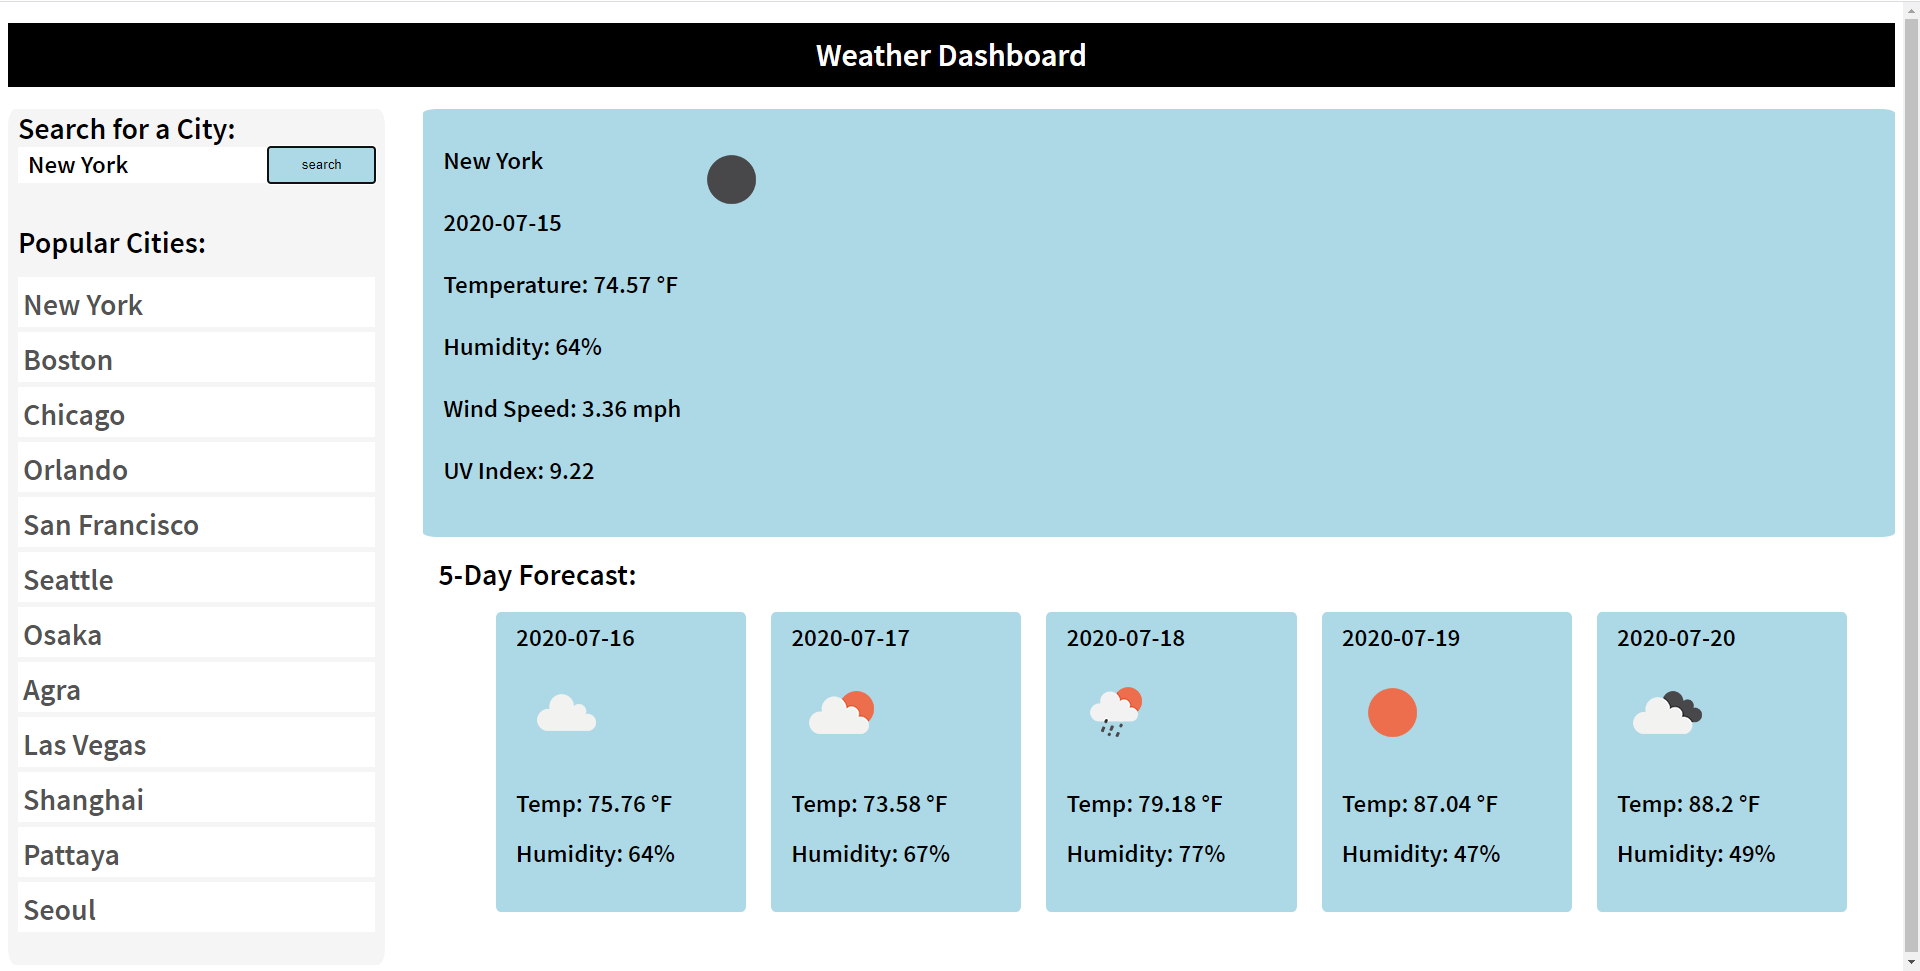 Weather Dashboard
Search for a City:
New York
search
Popular Cities:
New York
Boston
Chicago
Orlando
San Francisco
Seattle
Osaka
Agra
Las Vegas
Shanghai
Pattaya
Seoul
New York
2020-07-15
Temperature: 74.57 °F
Humidity: 64%
Wind Speed: 3.36 mph
UV Index: 9.22
5-Day Forecast:
2020-07-16
Temp: 75.76 °F
Humidity: 64%
2020-07-17
Temp: 73.58 °F
Humidity: 67%
2020-07-18
Temp: 79.18 °F
Humidity: 77%
2020-07-19
Temp: 87.04 °F
Humidity: 47%
2020-07-20
Temp: 88.2 °F
Humidity: 49%